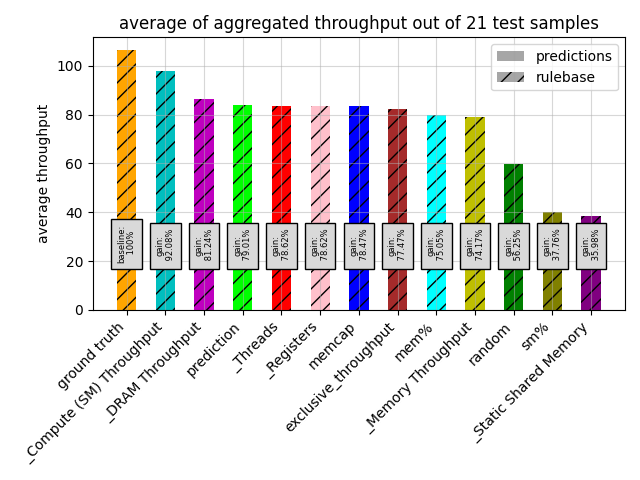 average of aggregated throughput out of 21 test samples
predictions
rulebase
average throughput
100
80
60
40
20
0
baseline:
100%
gain:
92.08%
gain:
81.24%
gain:
79.01%
gain:
78.62%
gain:
78.62%
gain:
78.47%
gain:
77.47%
gain:
75.05%
gain:
74.17%
gain:
56.25%
gain:
37.76%
gain:
35.98%
ground truth
_Compute (SM) Throughput
_DRAM Throughput
prediction
_Threads
_Registers
memcap
exclusive_throughput
mem%
_Memory Throughput
random
sm%
_Static Shared Memory